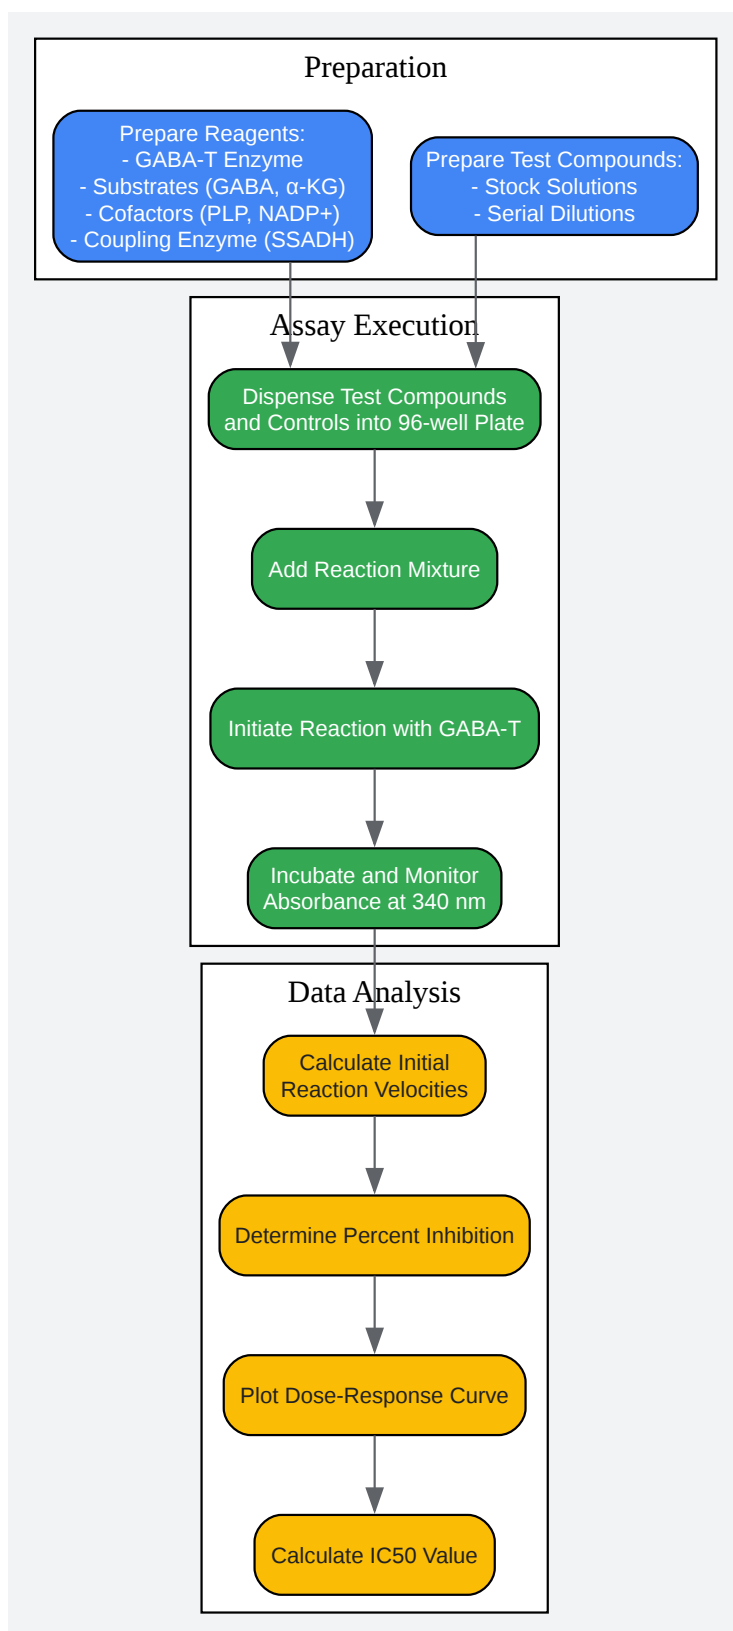 Preparation
Prepare Reagents:
- GABA-T Enzyme
- Substrates (GABA, α-KG)
- Cofactors (PLP, NADP+)
- Coupling Enzyme (SSADH)
Prepare Test Compounds:
- Stock Solutions
- Serial Dilutions
Assay Execution
Dispense Test Compounds
and Controls into 96-well Plate
Add Reaction Mixture
Initiate Reaction with GABA-T
Incubate and Monitor
Absorbance at 340 nm
Data Analysis
Calculate Initial
Reaction Velocities
Determine Percent Inhibition
Plot Dose-Response Curve
Calculate IC50 Value